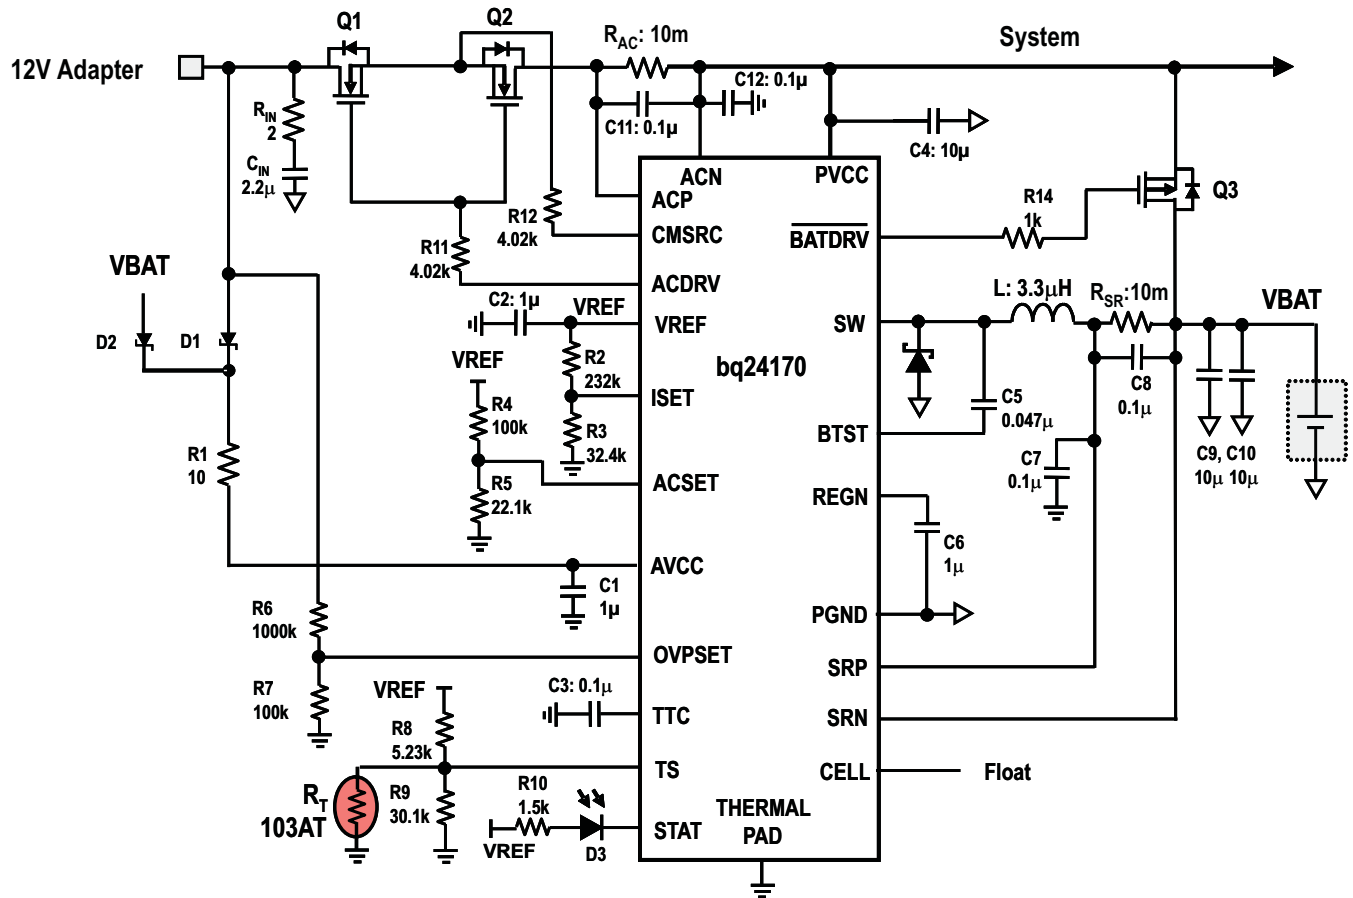 Q1
Q2
12V Adapter
R_AC: 10m
System
C12: 0.1µ
C11: 0.1µ
R_IN
2
C_IN
2.2µ
C4: 10µ
ACN
PVCC
ACP
CMSRC
ACDRV
VREF
ISET
ACSET
AVCC
OVPSET
TTC
TS
STAT
bq24170
THERMAL
PAD
BATDRV
SW
BTST
REGN
PGND
SRP
SRN
CELL
Float
R12
4.02k
R11
4.02k
R14
1k
Q3
VBAT
D2
D1
C2: 1µ
VREF
VREF
R2
232k
R4
100k
R3
32.4k
R5
22.1k
R1
10
C1
1µ
L: 3.3µH
R_SR:10m
VBAT
C8
0.1µ
C5
0.047µ
C7
0.1µ
C9, C10
10µ 10µ
C6
1µ
R6
1000k
R7
100k
C3: 0.1µ
VREF
R8
5.23k
R_T
103AT
R9
30.1k
R10
1.5k
VREF
D3